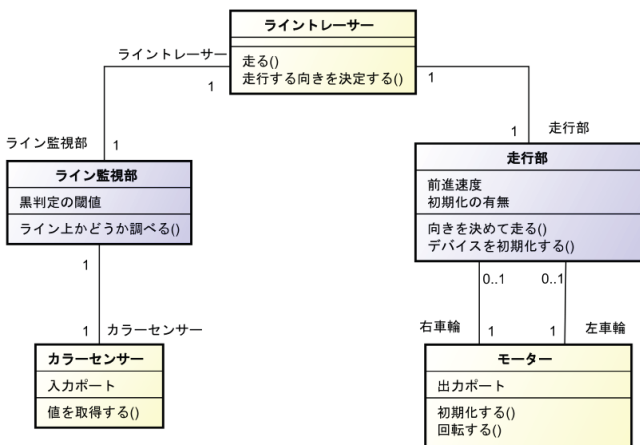 ライントレーサー
走る()
走行する向きを決定する()
ライントレーサー
1
1
ライン監視部
1
1
走行部
ライン監視部
黒判定の閾値
ライン上かどうか調べる()
走行部
前進速度
初期化の有無
向きを決めて走る()
デバイスを初期化する()
1
0..1
0..1
1
カラーセンサー
右車輪
1
1
左車輪
カラーセンサー
入力ポート
値を取得する()
モーター
出力ポート
初期化する()
回転する()